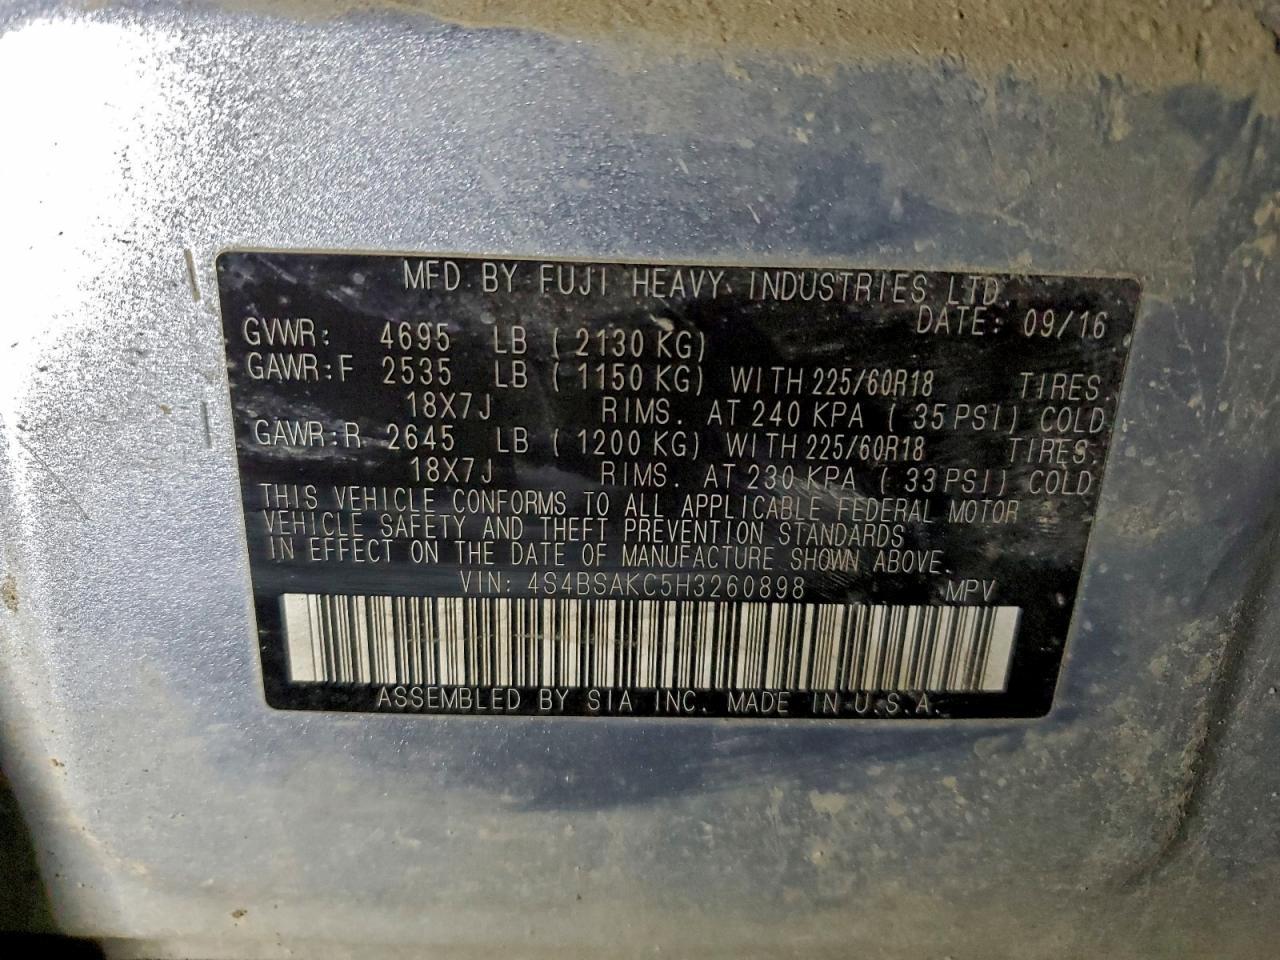 MFD. BY FUJI HEAVY INDUSTRIES LTD.
DATE: 09/16
GVWR: 4695 LB ( 2130 KG)
GAWR:F 2535 LB ( 1150 KG) WITH 225/60R18 TIRES.
18X7J RIMS. AT 240 KPA ( 35 PSI) COLD
GAWR:R 2645 LB ( 1200 KG) WITH 225/60R18 TIRES.
18X7J RIMS. AT 230 KPA ( 33 PSI) COLD
THIS VEHICLE CONFORMS TO ALL APPLICABLE FEDERAL MOTOR
VEHICLE SAFETY AND THEFT PREVENTION STANDARDS
IN EFFECT ON THE DATE OF MANUFACTURE SHOWN ABOVE.
VIN: 4S4BSAKC5H3260898 MPV
ASSEMBLED BY SIA INC. MADE IN U.S.A.